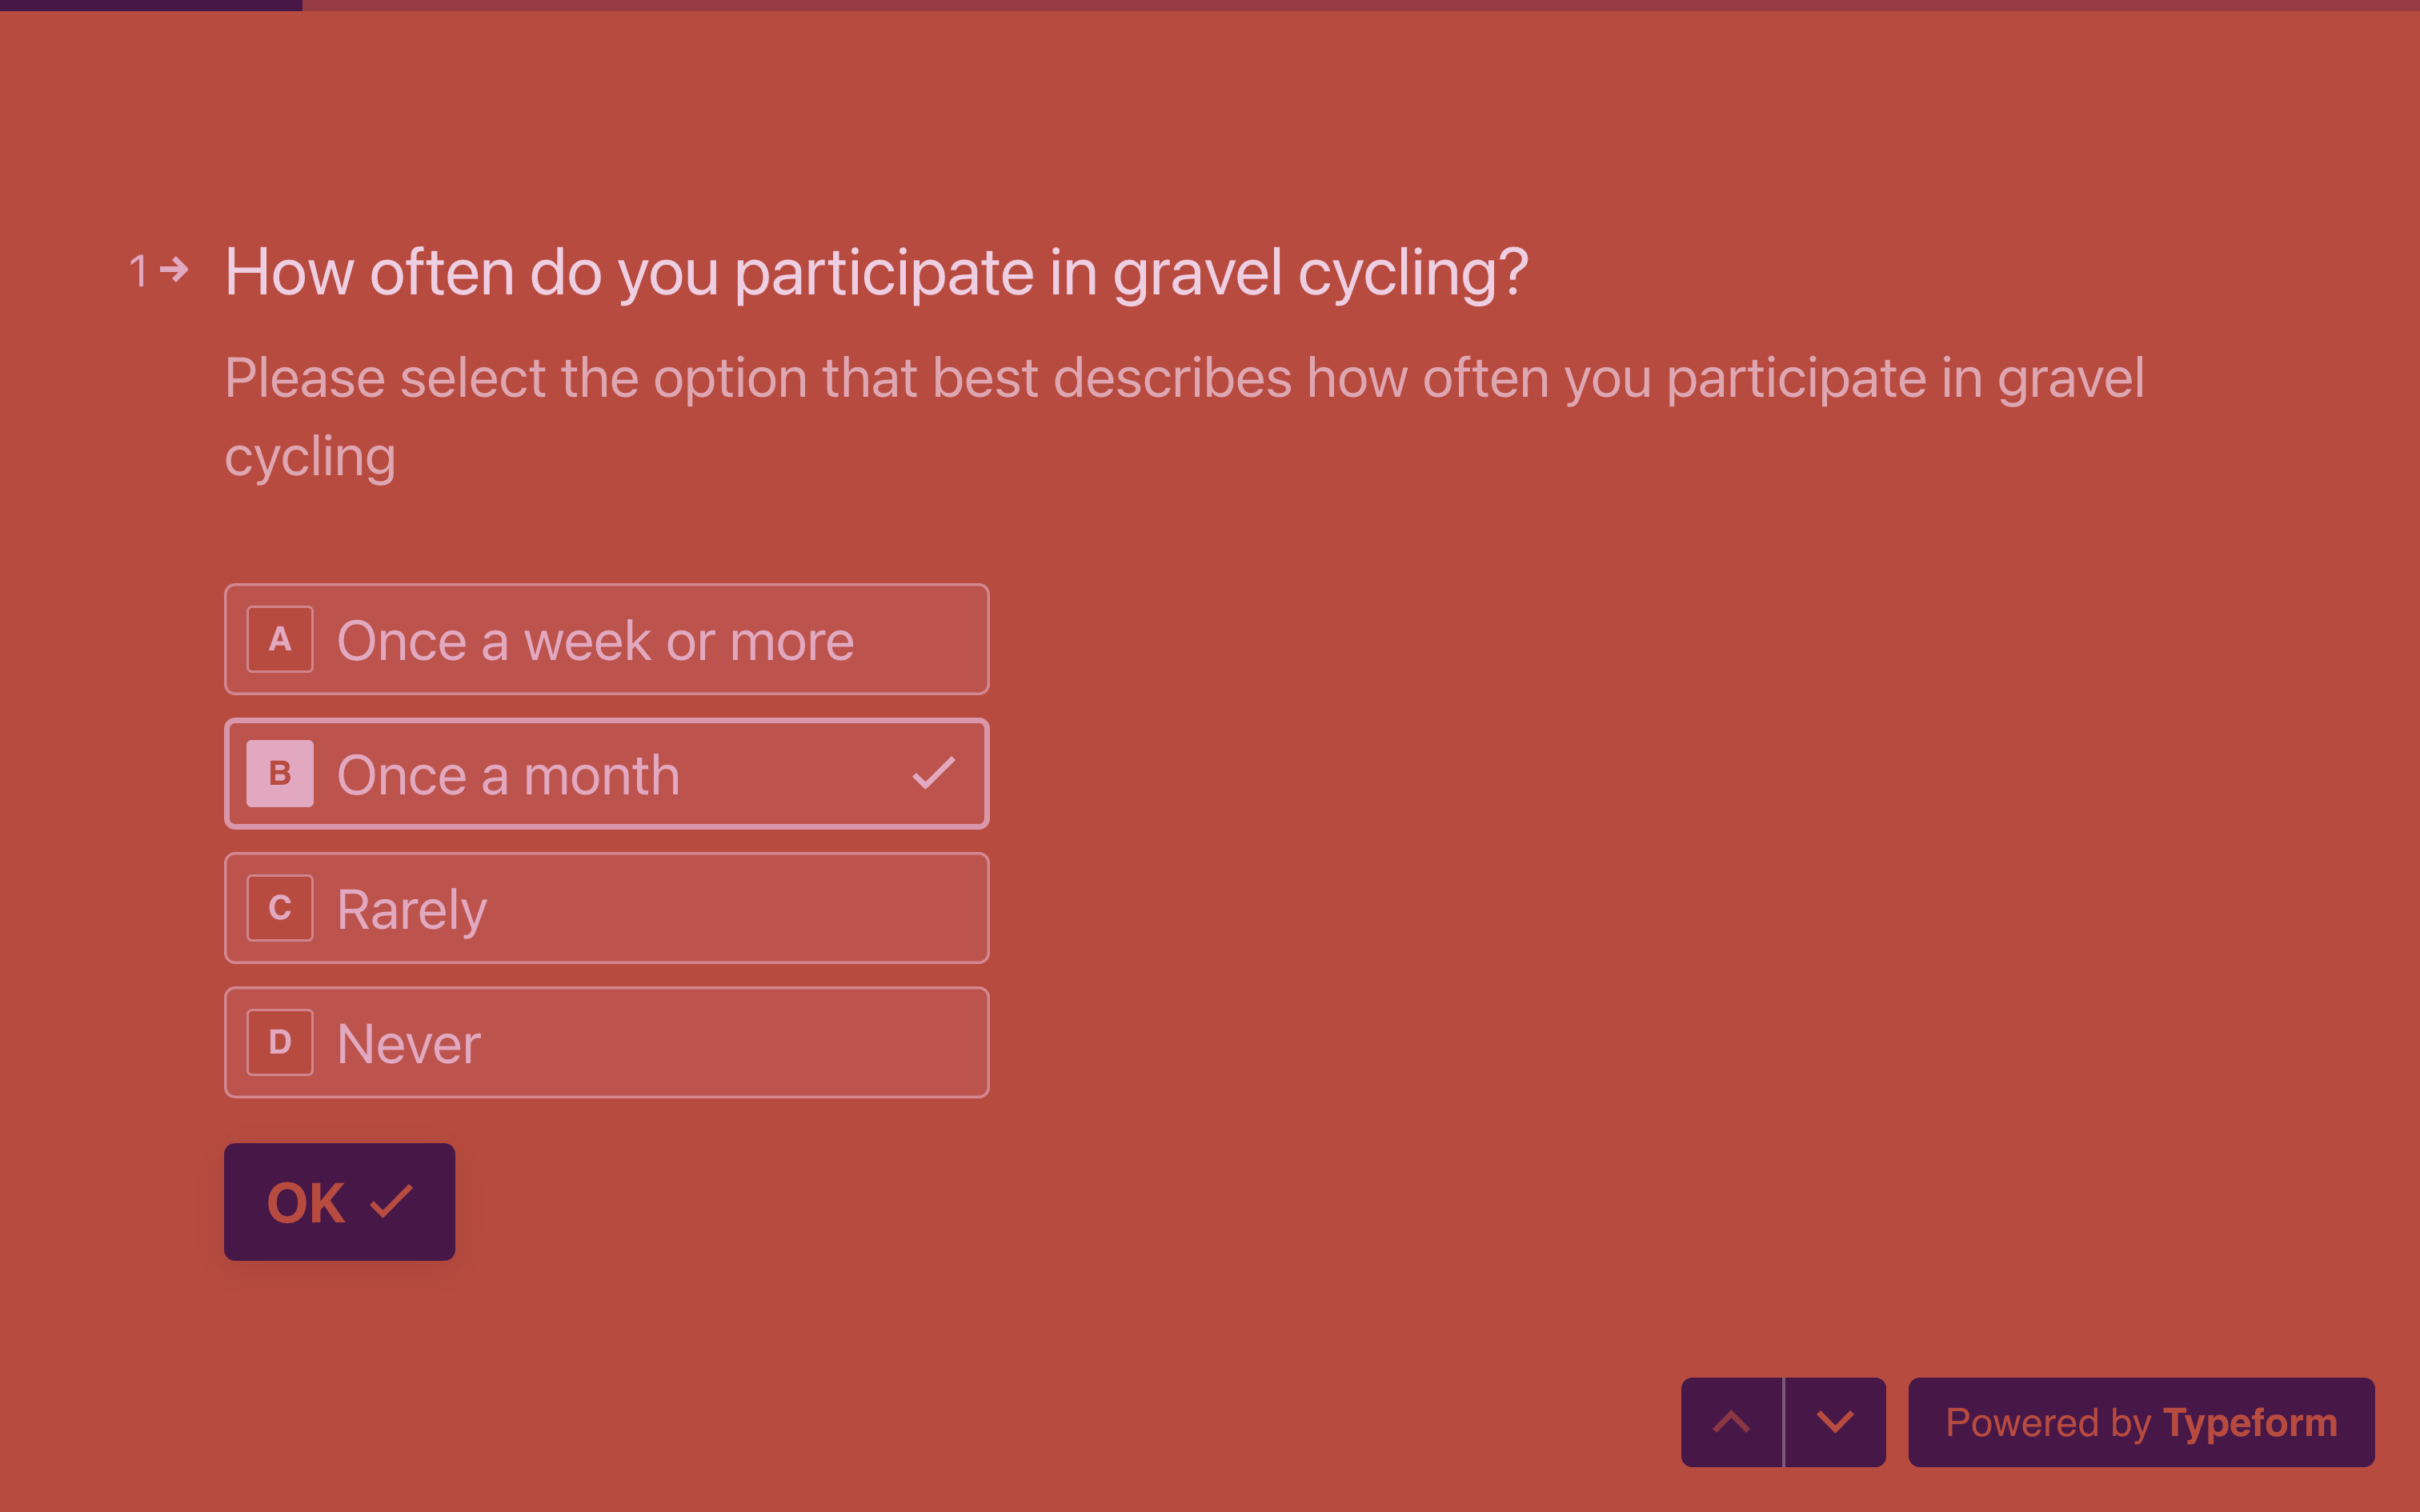 1 → How often do you participate in gravel cycling?
Please select the option that best describes how often you participate in gravel
cycling
A Once a week or more
B Once a month
C Rarely
D Never
OK
Powered by Typeform